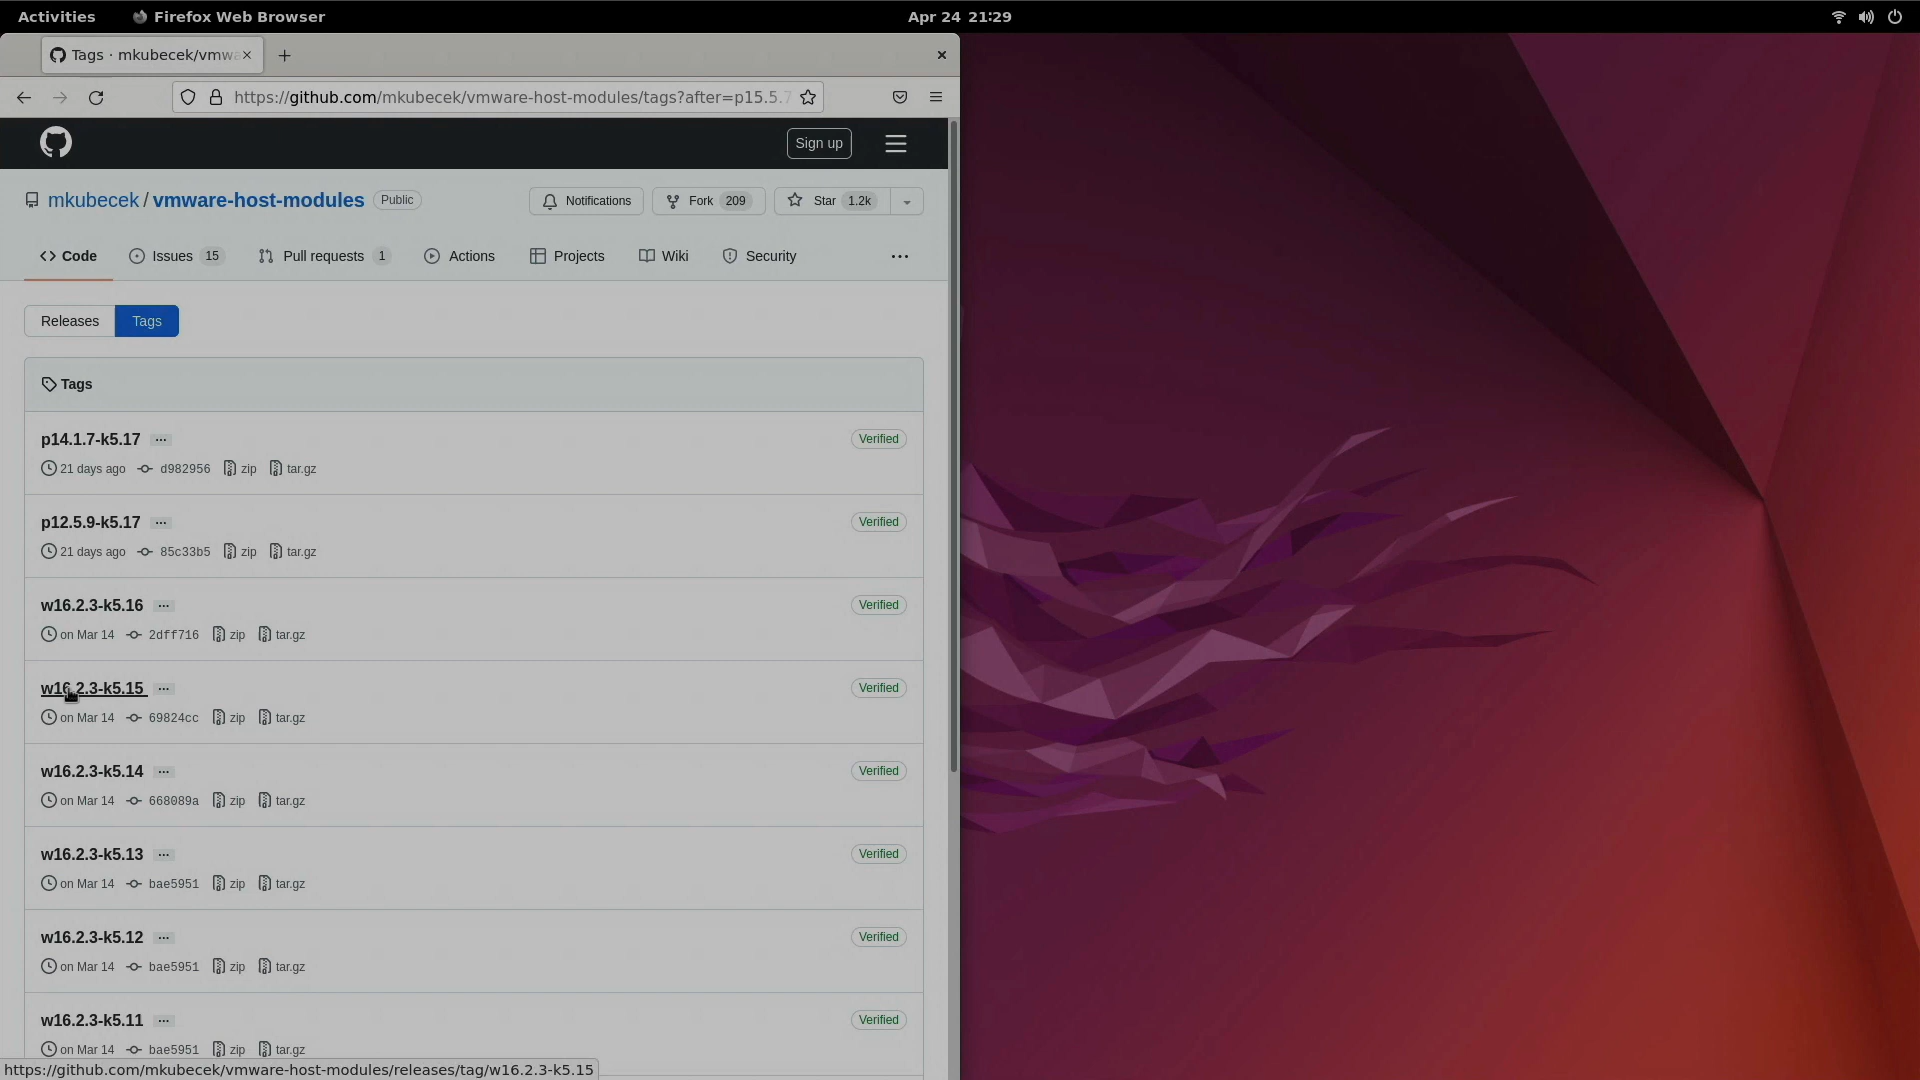 Activities Firefox Web Browser Apr 24 21:29
Tags · mkubecek/vmwa
https://github.com/mkubecek/vmware-host-modules/tags?after=p15.5.7
Sign up
mkubecek / vmware-host-modules Public Notifications Fork 209 Star 1.2k
Code Issues 15 Pull requests 1 Actions Projects Wiki Security
Releases Tags
Tags
p14.1.7-k5.17 Verified
21 days ago d982956 zip tar.gz
p12.5.9-k5.17 Verified
21 days ago 85c33b5 zip tar.gz
w16.2.3-k5.16 Verified
on Mar 14 2dff716 zip tar.gz
w16.2.3-k5.15 Verified
on Mar 14 69824cc zip tar.gz
w16.2.3-k5.14 Verified
on Mar 14 668089a zip tar.gz
w16.2.3-k5.13 Verified
on Mar 14 bae5951 zip tar.gz
w16.2.3-k5.12 Verified
on Mar 14 bae5951 zip tar.gz
w16.2.3-k5.11 Verified
on Mar 14 bae5951 zip tar.gz
https://github.com/mkubecek/vmware-host-modules/releases/tag/w16.2.3-k5.15